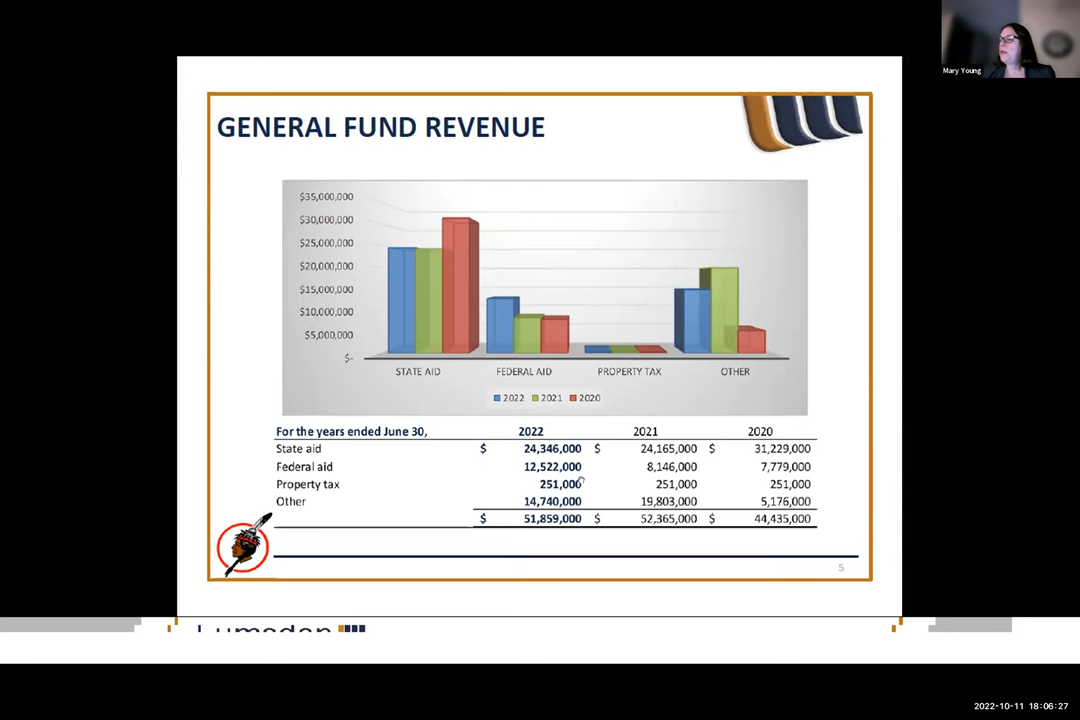 Mary Young
GENERAL FUND REVENUE
$35,000,000
$30,000,000
$25,000,000
$20,000,000
$15,000,000
$10,000,000
$5,000,000
$-
STATE AID FEDERAL AID PROPERTY TAX OTHER
2022 2021 2020
For the years ended June 30, 2022 2021 2020
State aid $ 24,346,000 $ 24,165,000 $ 31,229,000
Federal aid 12,522,000 8,146,000 7,779,000
Property tax 251,000 251,000 251,000
Other 14,740,000 19,803,000 5,176,000
$ 51,859,000 $ 52,365,000 $ 44,435,000
5
Lumsden
2022-10-11 18:06:27